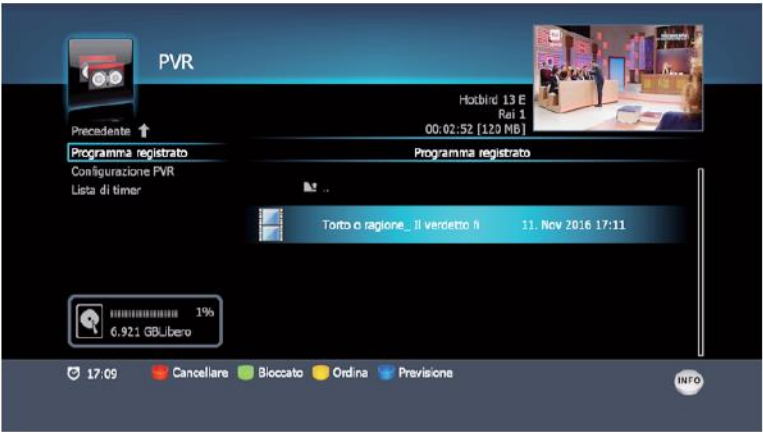 PVR
Hotbird 13 E
Rai 1
00:02:52 [120 MB]
Precedente
Programma registrato
Programma registrato
Configurazione PVR
Lista di timer
..
Torto o ragione_ Il verdetto fi 11. Nov 2016 17:11
1%
6.921 GBLibero
17:09 Cancellare Bloccato Ordina Previsione
INFO